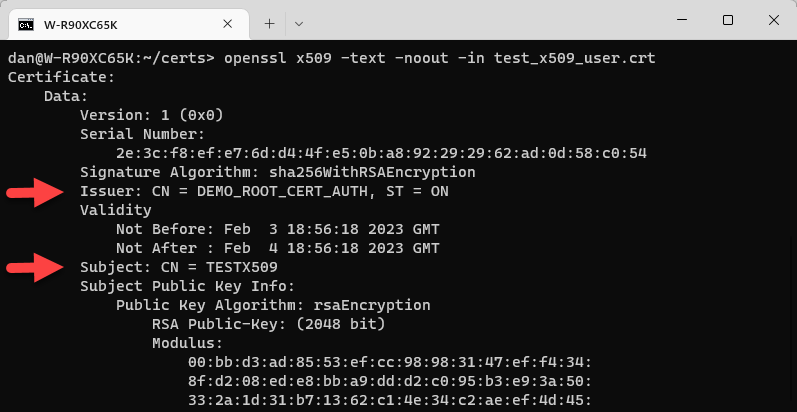 W-R90XC65K
dan@W-R90XC65K:~/certs> openssl x509 -text -noout -in test_x509_user.crt
Certificate:
    Data:
        Version: 1 (0x0)
        Serial Number:
            2e:3c:f8:ef:e7:6d:d4:4f:e5:0b:a8:92:29:29:62:ad:0d:58:c0:54
        Signature Algorithm: sha256WithRSAEncryption
        Issuer: CN = DEMO_ROOT_CERT_AUTH, ST = ON
        Validity
            Not Before: Feb  3 18:56:18 2023 GMT
            Not After : Feb  4 18:56:18 2023 GMT
        Subject: CN = TESTX509
        Subject Public Key Info:
            Public Key Algorithm: rsaEncryption
                RSA Public-Key: (2048 bit)
                Modulus:
                    00:bb:d3:ad:85:53:ef:cc:98:98:31:47:ef:f4:34:
                    8f:d2:08:ed:e8:bb:a9:dd:d2:c0:95:b3:e9:3a:50:
                    33:2a:1d:31:b7:13:62:c1:4e:34:c2:ae:ef:4d:45: